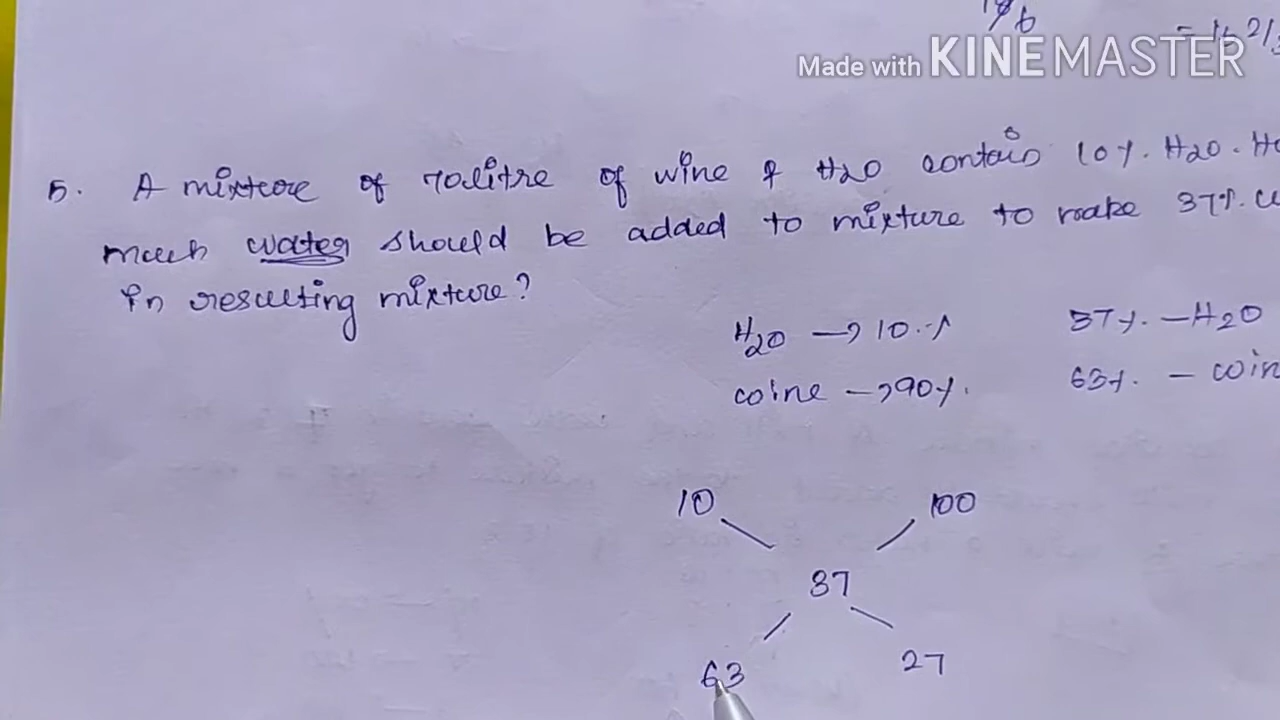 Made with KINEMASTER
5. A mixture of 70litre of wine & H2O contain 10%. H2O. Ho
much water should be added to mixture to make 37%.
in resulting mixture?
H2O → 10% 37% - H2O
wine → 90% 63% - win
10 100
37
63 27